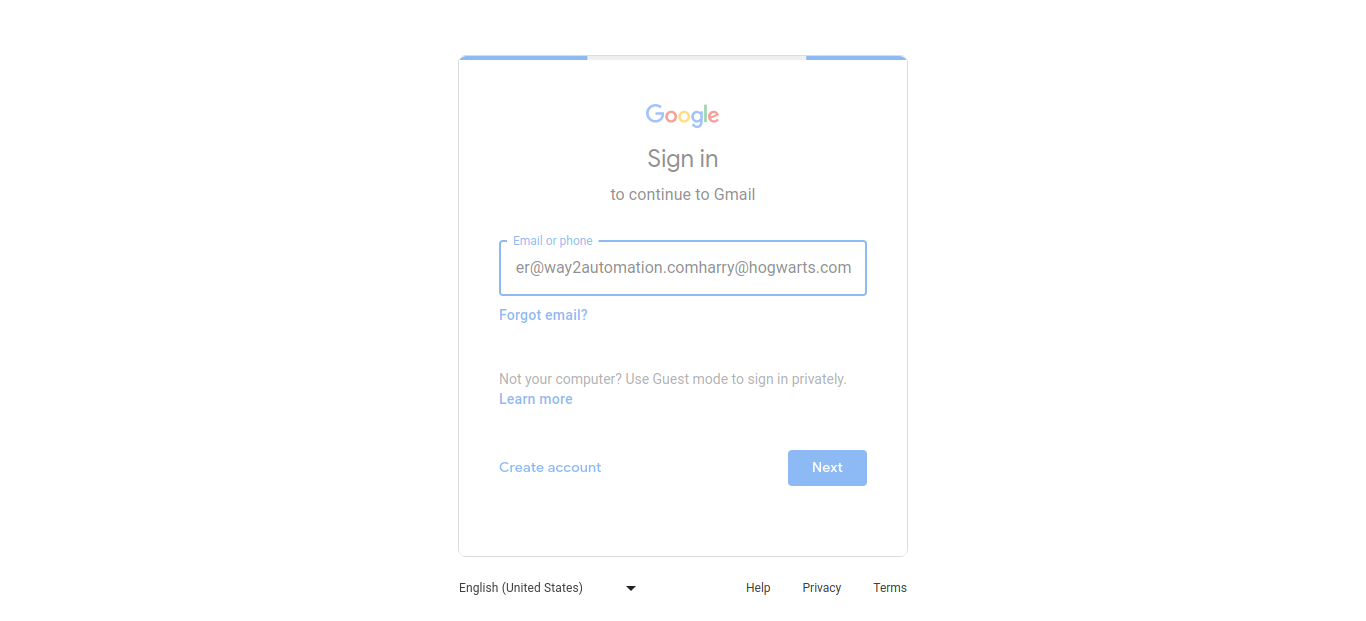 Google
Sign in
to continue to Gmail
Email or phone
er@way2automation.comharry@hogwarts.com
Forgot email?
Not your computer? Use Guest mode to sign in privately.
Learn more
Create account
Next
English (United States)
Help
Privacy
Terms